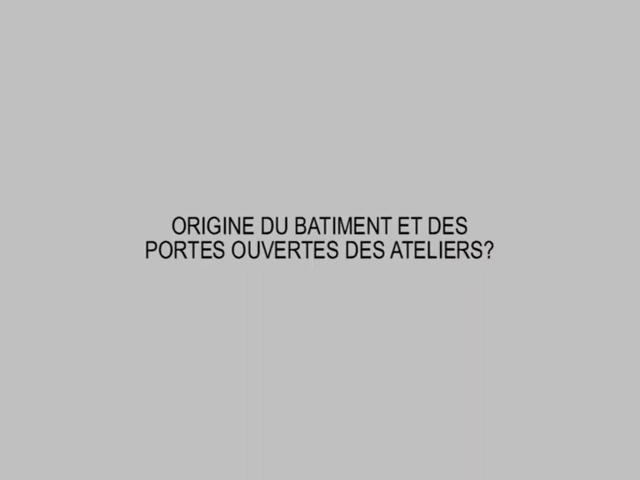 ORIGINE DU BATIMENT ET DES
PORTES OUVERTES DES ATELIERS?